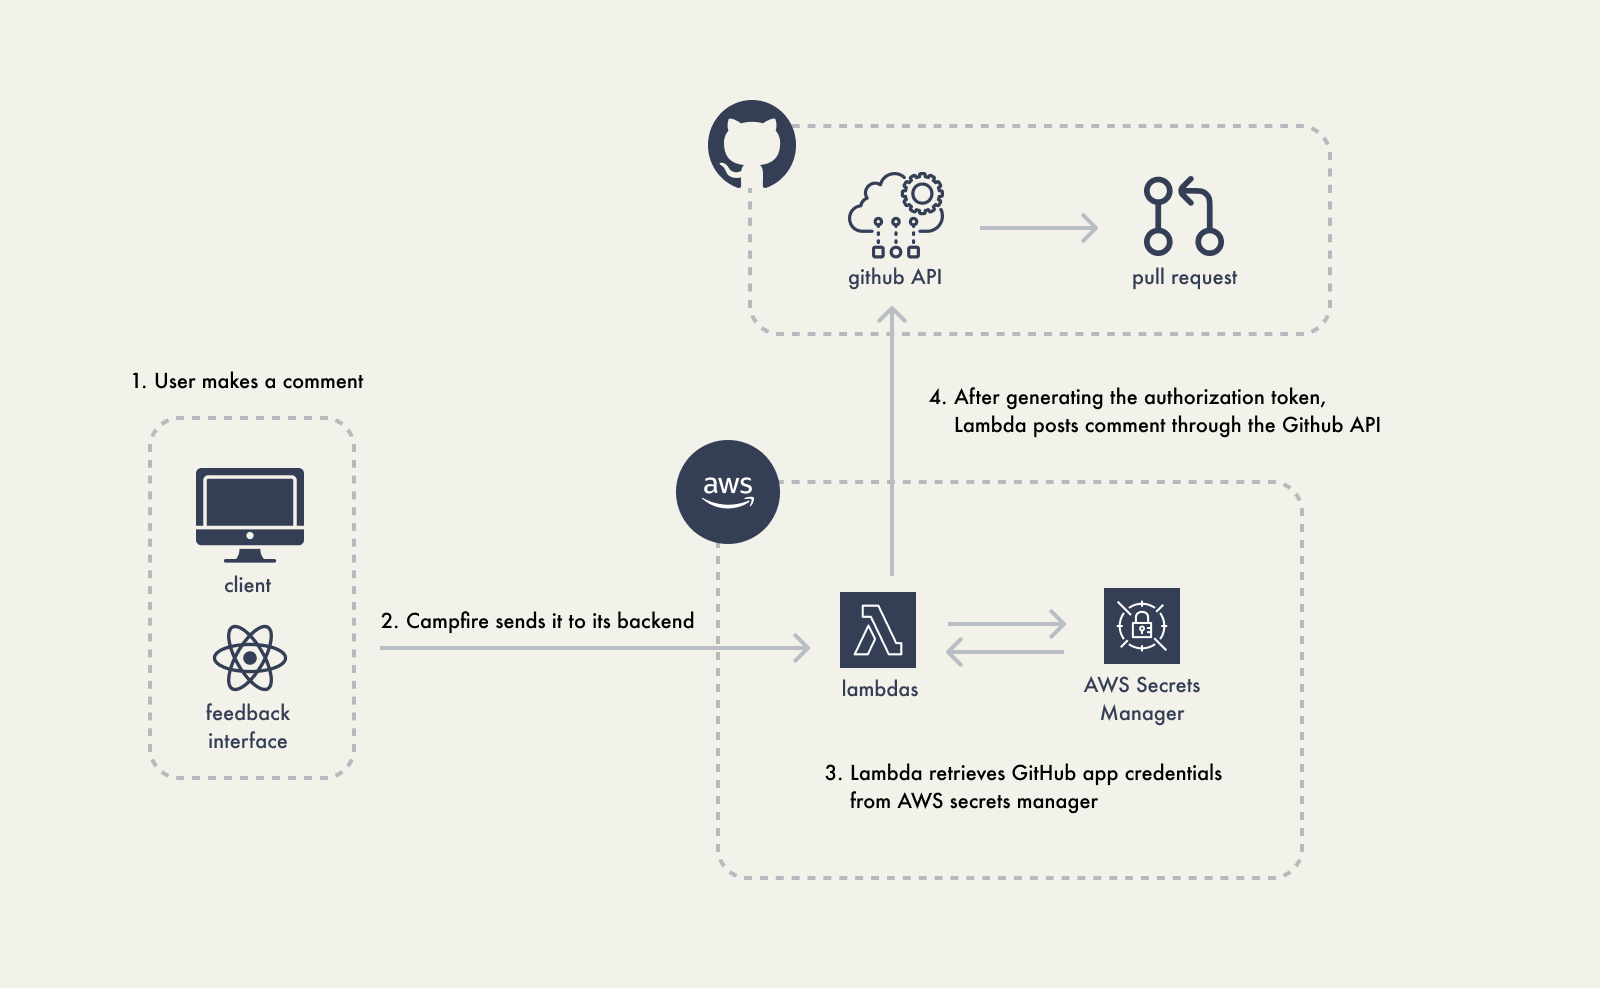 github API
pull request
1. User makes a comment
4. After generating the authorization token,
Lambda posts comment through the Github API
aws
client
2. Campfire sends it to its backend
feedback
interface
lambdas
AWS Secrets
Manager
3. Lambda retrieves GitHub app credentials
from AWS secrets manager